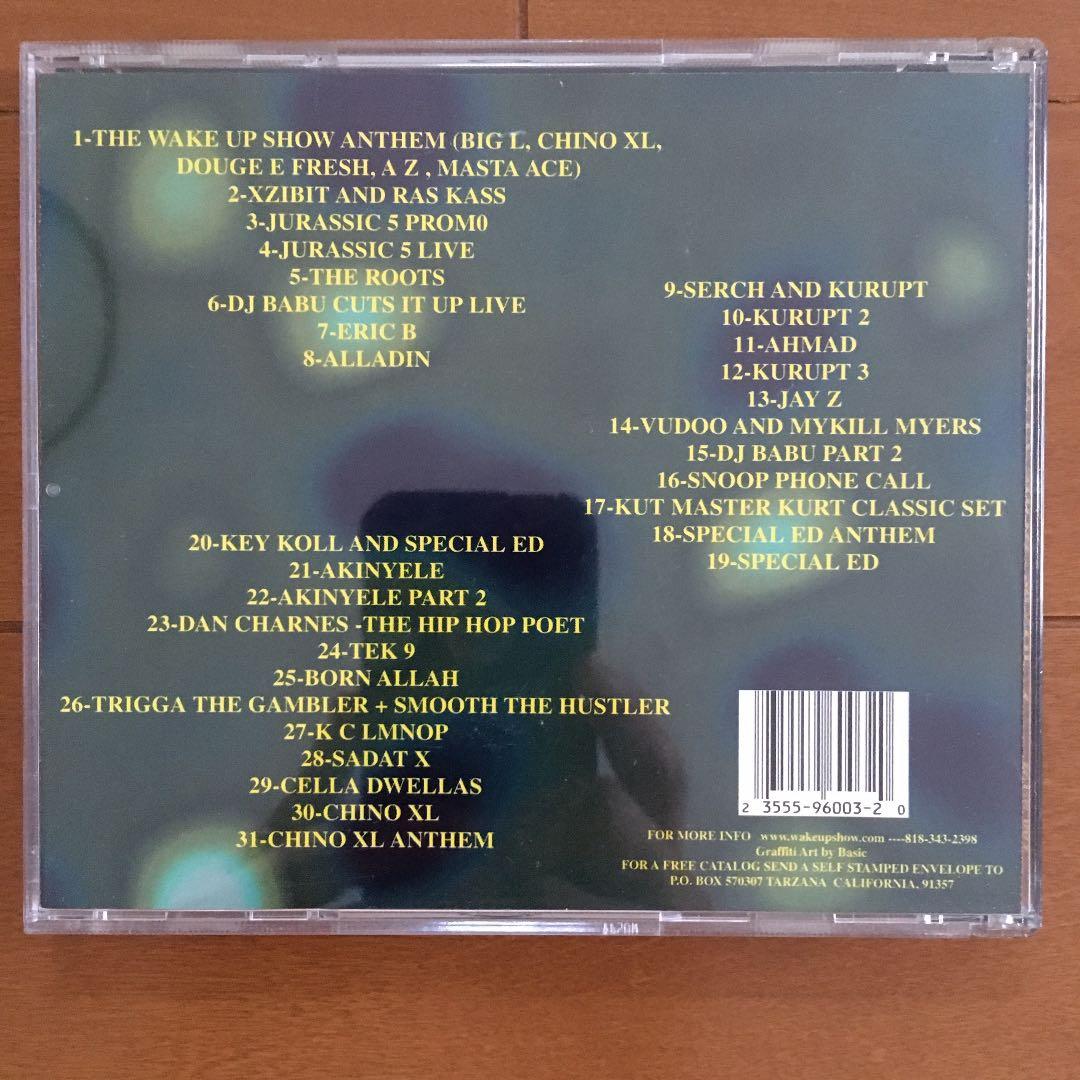 1-THE WAKE UP SHOW ANTHEM (BIG L, CHINO XL,
DOUGE E FRESH, A Z , MASTA ACE)
2-XZIBIT AND RAS KASS
3-JURASSIC 5 PROM0
4-JURASSIC 5 LIVE
5-THE ROOTS
6-DJ BABU CUTS IT UP LIVE
7-ERIC B
8-ALLADIN
9-SERCH AND KURUPT
10-KURUPT 2
11-AHMAD
12-KURUPT 3
13-JAY Z
14-VUDOO AND MYKILL MYERS
15-DJ BABU PART 2
16-SNOOP PHONE CALL
17-KUT MASTER KURT CLASSIC SET
18-SPECIAL ED ANTHEM
19-SPECIAL ED
20-KEY KOLL AND SPECIAL ED
21-AKINYELE
22-AKINYELE PART 2
23-DAN CHARNES -THE HIP HOP POET
24-TEK 9
25-BORN ALLAH
26-TRIGGA THE GAMBLER + SMOOTH THE HUSTLER
27-K C LMNOP
28-SADAT X
29-CELLA DWELLAS
30-CHINO XL
31-CHINO XL ANTHEM
2 3555-96003-2 0
FOR MORE INFO www.wakeupshow.com ----818-343-2398
Graffiti Art by Basic
FOR A FREE CATALOG SEND A SELF STAMPED ENVELOPE TO
P.O. BOX 570307 TARZANA CALIFORNIA, 91357